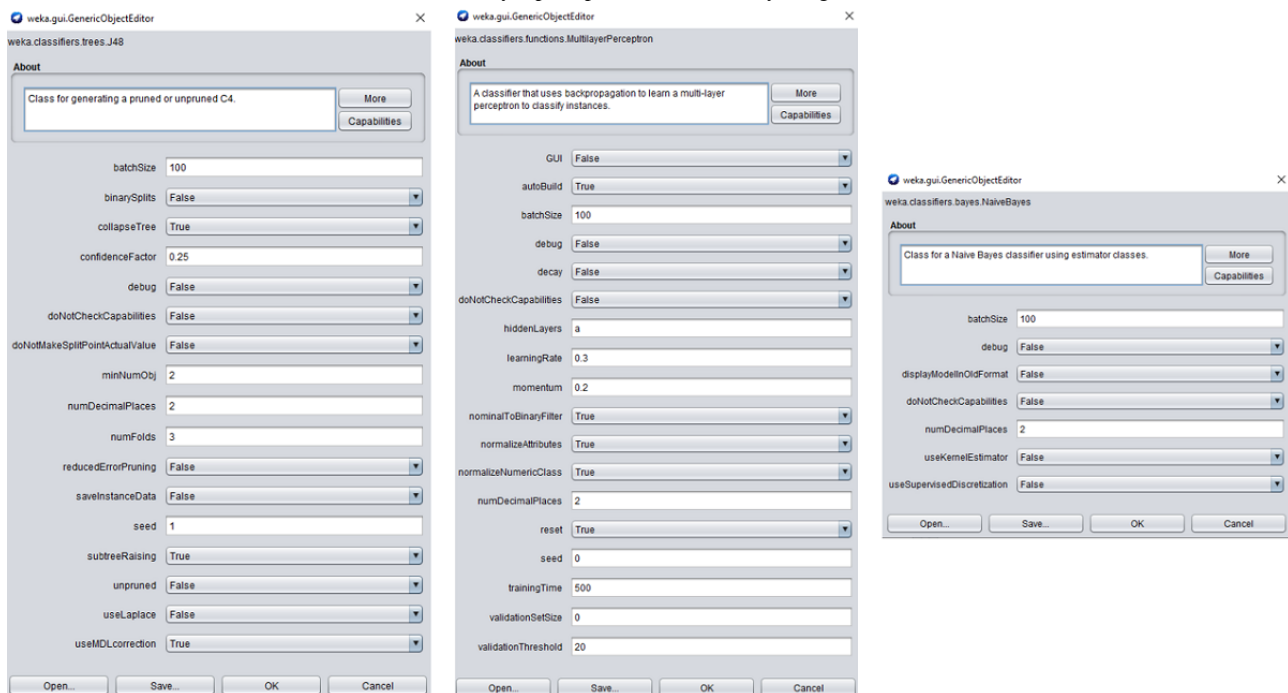 weka.gui.GenericObjectEditor
weka.classifiers.trees.J48
About
Class for generating a pruned or unpruned C4.
More
Capabilities
batchSize 100
binarySplits False
collapseTree True
confidenceFactor 0.25
debug False
doNotCheckCapabilities False
doNotMakeSplitPointActualValue False
minNumObj 2
numDecimalPlaces 2
numFolds 3
reducedErrorPruning False
saveInstanceData False
seed 1
subtreeRaising True
unpruned False
useLaplace False
useMDLcorrection True
Open... Save... OK Cancel
weka.gui.GenericObjectEditor
weka.classifiers.functions.MultilayerPerceptron
About
A classifier that uses backpropagation to learn a multi-layer
perceptron to classify instances.
More
Capabilities
GUI False
autoBuild True
batchSize 100
debug False
decay False
doNotCheckCapabilities False
hiddenLayers a
learningRate 0.3
momentum 0.2
nominalToBinaryFilter True
normalizeAttributes True
normalizeNumericClass True
numDecimalPlaces 2
reset True
seed 0
trainingTime 500
validationSetSize 0
validationThreshold 20
Open... Save... OK Cancel
weka.gui.GenericObjectEditor
weka.classifiers.bayes.NaiveBayes
About
Class for a Naive Bayes classifier using estimator classes.
More
Capabilities
batchSize 100
debug False
displayModelInOldFormat False
doNotCheckCapabilities False
numDecimalPlaces 2
useKernelEstimator False
useSupervisedDiscretization False
Open... Save... OK Cancel